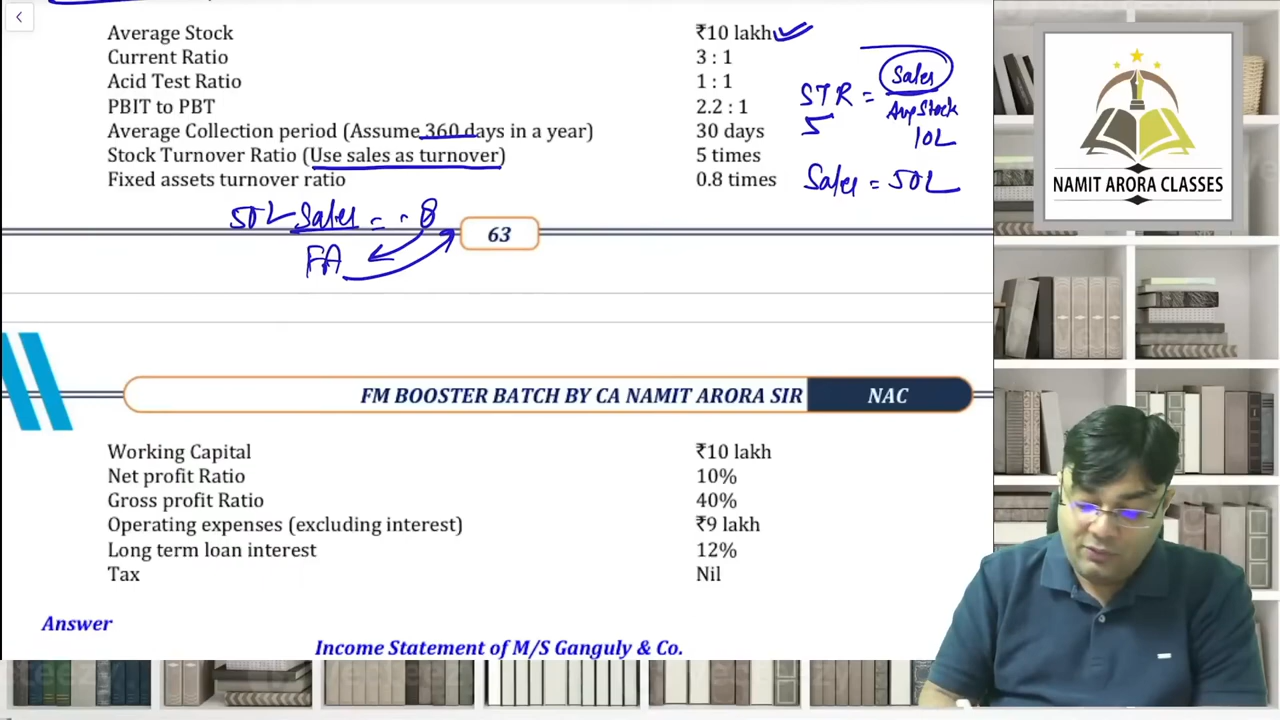 Average Stock ₹10 lakh
Current Ratio 3 : 1
Acid Test Ratio 1 : 1
PBIT to PBT 2.2 : 1
Average Collection period (Assume 360 days in a year) 30 days
Stock Turnover Ratio (Use sales as turnover) 5 times
Fixed assets turnover ratio 0.8 times
STR = Sales
Avg Stock
5
10L
Sales = 50L
50L Sales = .8
FA
63
NAMIT ARORA CLASSES
FM BOOSTER BATCH BY CA NAMIT ARORA SIR NAC
Working Capital ₹10 lakh
Net profit Ratio 10%
Gross profit Ratio 40%
Operating expenses (excluding interest) ₹9 lakh
Long term loan interest 12%
Tax Nil
Answer
Income Statement of M/S Ganguly & Co.